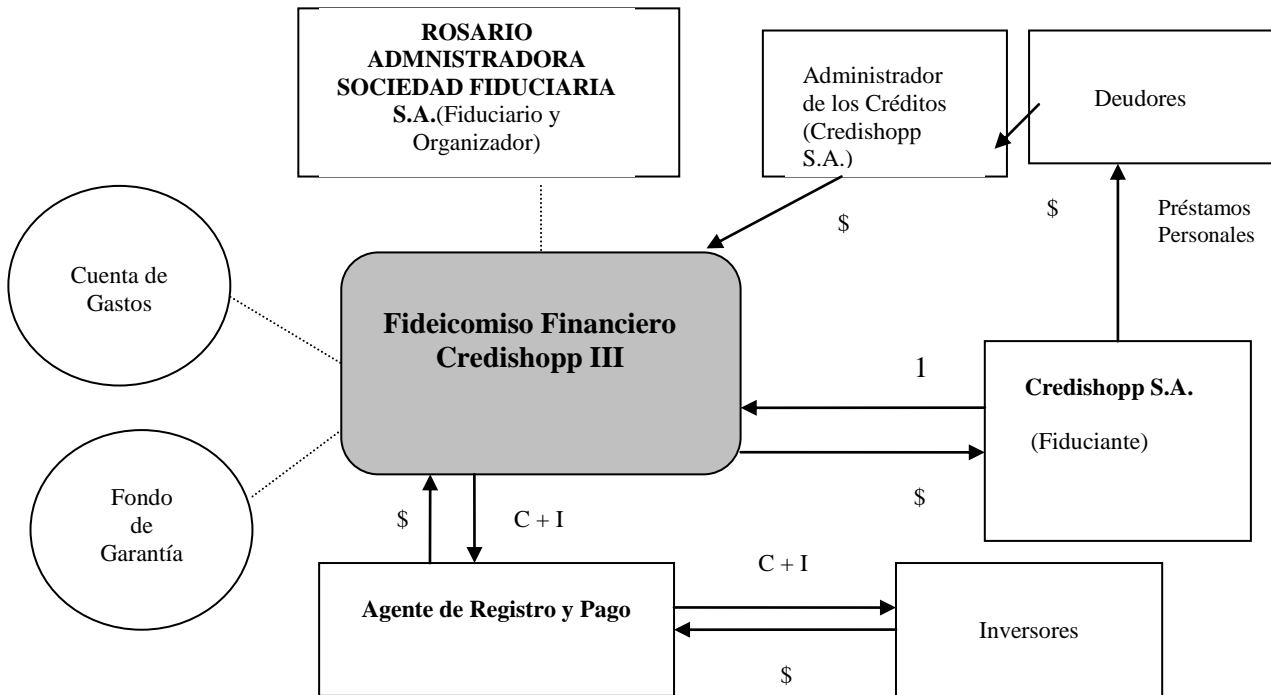 ROSARIO
ADMNISTRADORA
SOCIEDAD FIDUCIARIA
S.A.(Fiduciario y
Organizador)
Administrador
de los Créditos
(Credishopp
S.A.)
Deudores
$
$
Préstamos
Personales
Cuenta de
Gastos
Fideicomiso Financiero
Credishopp III
1
Credishopp S.A.
(Fiduciante)
$
Fondo
de
Garantía
$
C + I
C + I
Agente de Registro y Pago
Inversores
$